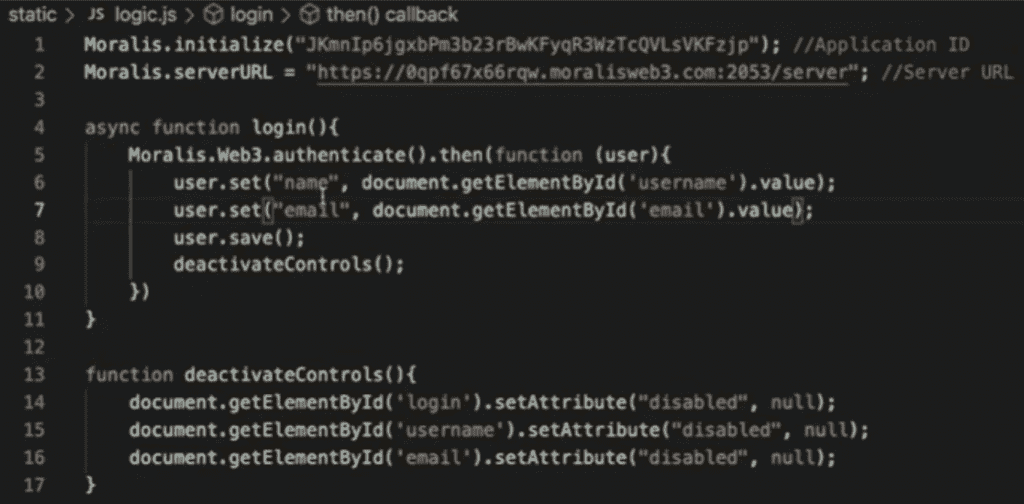 static > JS logic.js > login > then() callback
1 Moralis.initialize("JKmnIp6jgxbPm3b23rBwKFyqR3WzTcQVLsVKFzjp"); //Application ID
2 Moralis.serverURL = "https://0qpf67x66rqw.moralisweb3.com:2053/server"; //Server URL
3
4 async function login(){
5 Moralis.Web3.authenticate().then(function (user){
6 user.set("name", document.getElementById('username').value);
7 user.set("email", document.getElementById('email').value);
8 user.save();
9 deactivateControls();
10 })
11 }
12
13 function deactivateControls(){
14 document.getElementById('login').setAttribute("disabled", null);
15 document.getElementById('username').setAttribute("disabled", null);
16 document.getElementById('email').setAttribute("disabled", null);
17 }